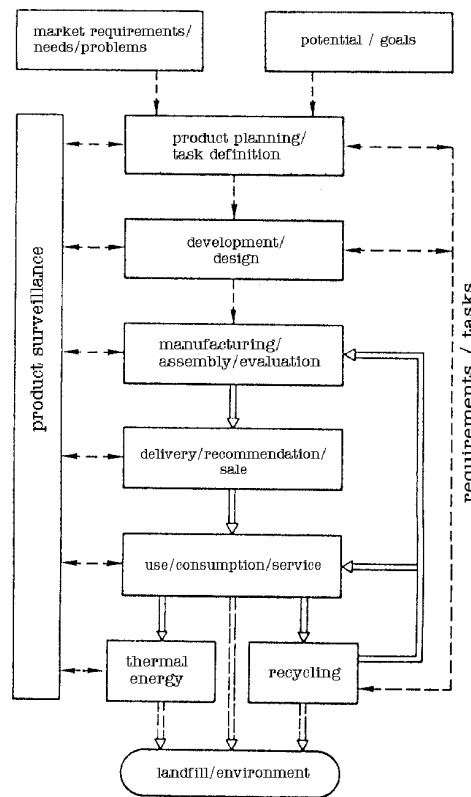 market requirements/
needs/problems
potential / goals
product planning/
task definition
development/
design
product surveillance
requirements / tasks
manufacturing/
assembly/evaluation
delivery/recommendation/
sale
use/consumption/service
thermal
energy
recycling
landfill/environment